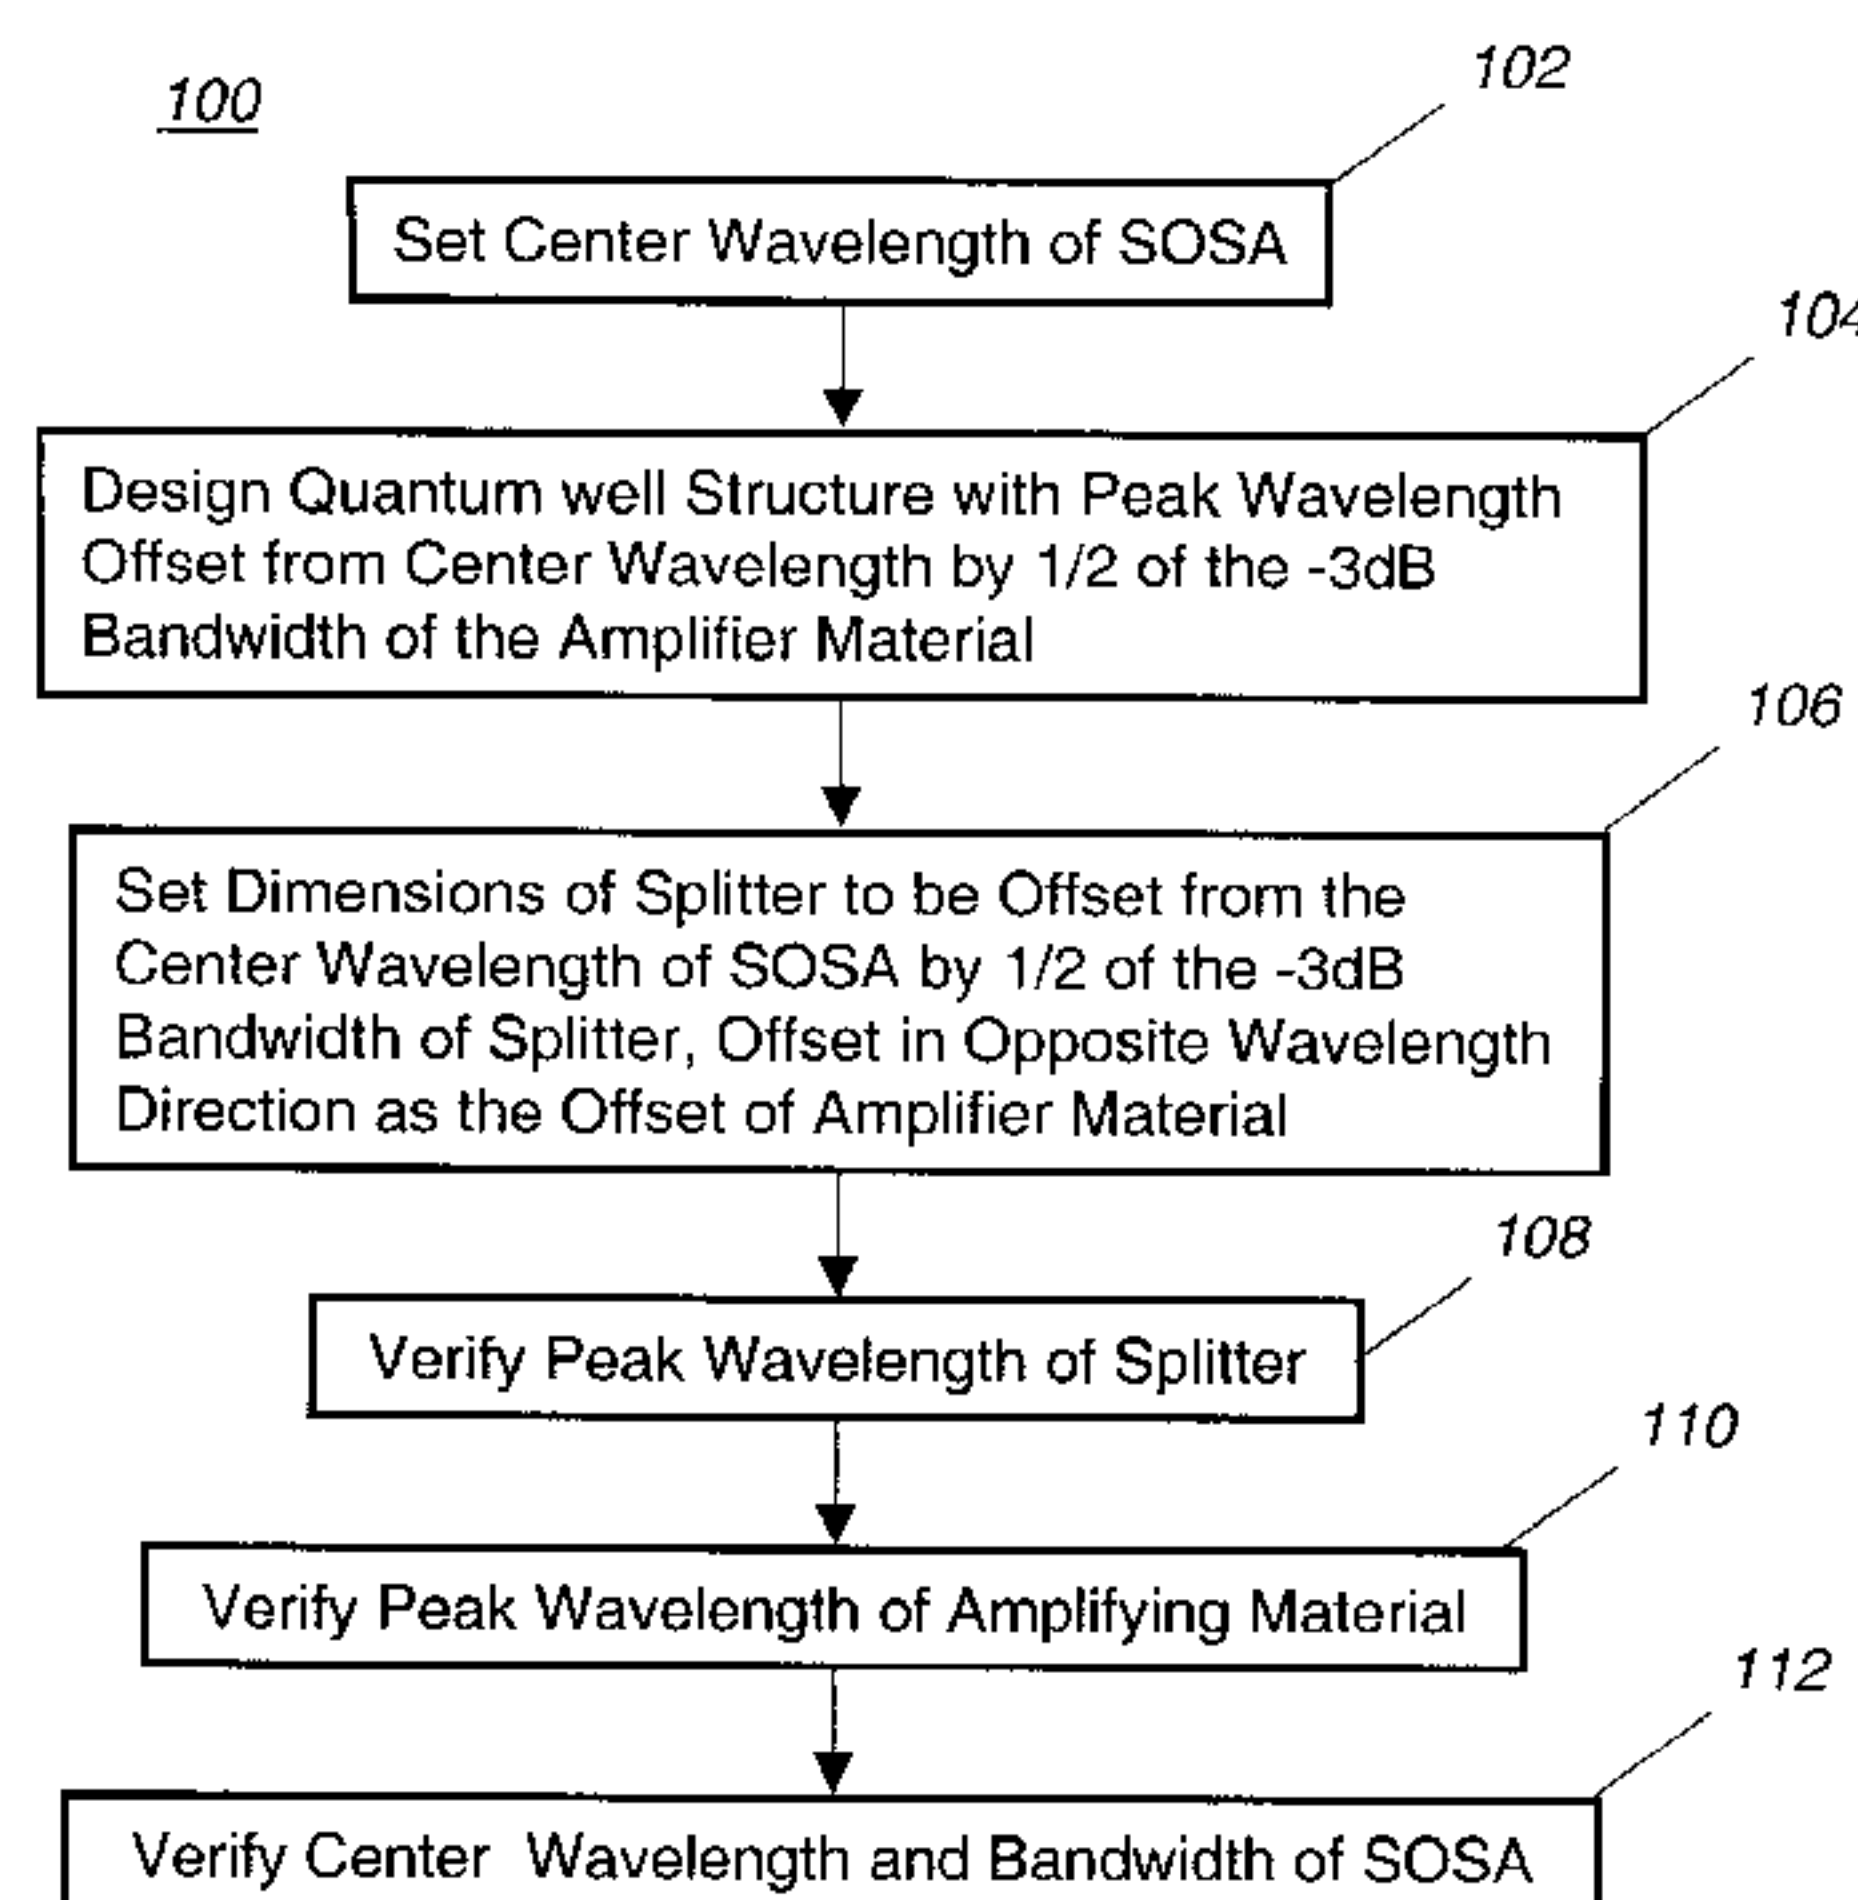 100
102
Set Center Wavelength of SOSA
104
Design Quantum well Structure with Peak Wavelength
Offset from Center Wavelength by 1/2 of the -3dB
Bandwidth of the Amplifier Material
106
Set Dimensions of Splitter to be Offset from the
Center Wavelength of SOSA by 1/2 of the -3dB
Bandwidth of Splitter, Offset in Opposite Wavelength
Direction as the Offset of Amplifier Material
108
Verify Peak Wavelength of Splitter
110
Verify Peak Wavelength of Amplifying Material
112
Verify Center Wavelength and Bandwidth of SOSA